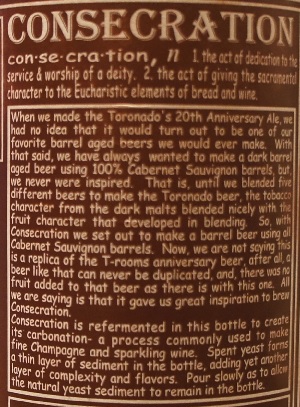 CONSECRATION
con·se·cra·tion, n 1. the act of dedication to the
service & worship of a deity. 2. the act of giving the sacramental
character to the Eucharistic elements of bread and wine.
When we made the Toronado's 20th Anniversary Ale, we
had no idea that it would turn out to be one of our
favorite barrel aged beers we would ever make. With
that said, we have always wanted to make a dark barrel
aged beer using 100% Cabernet Sauvignon barrels, but,
we never were inspired. That is, until we blended five
different beers to make the Toronado beer, the tobacco
character from the dark malts blended nicely with the
fruit character that developed in blending. So, with
Consecration we set out to make a barrel beer using all
Cabernet Sauvignon barrels. Now, we are not saying this
is a replica of the T-rooms anniversary beer, after all, a
beer like that can never be duplicated, and, there was no
fruit added to that beer as there is with this one. All
we are saying is that it gave us great inspiration to brew
Consecration.
Consecration is refermented in this bottle to create
its carbonation- a process commonly used to make
fine Champagne and sparkling wine. Spent yeast forms
a thin layer of sediment in the bottle, adding yet another
layer of complexity and flavors. Pour slowly as to allow
the natural yeast sediment to remain in the bottle.